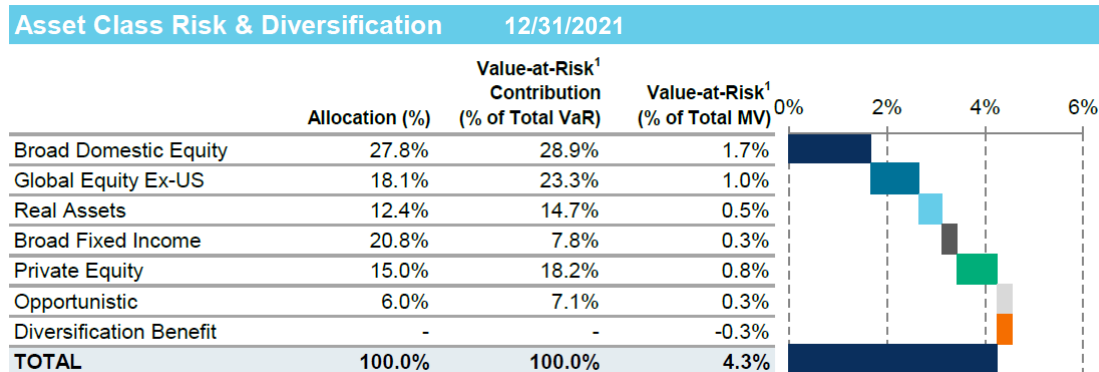 Asset Class Risk & Diversification 12/31/2021
Value-at-Risk1
Contribution Value-at-Risk1
Allocation (%) (% of Total VaR) (% of Total MV) 0% 2% 4% 6%
Broad Domestic Equity 27.8% 28.9% 1.7%
Global Equity Ex-US 18.1% 23.3% 1.0%
Real Assets 12.4% 14.7% 0.5%
Broad Fixed Income 20.8% 7.8% 0.3%
Private Equity 15.0% 18.2% 0.8%
Opportunistic 6.0% 7.1% 0.3%
Diversification Benefit - - -0.3%
TOTAL 100.0% 100.0% 4.3%